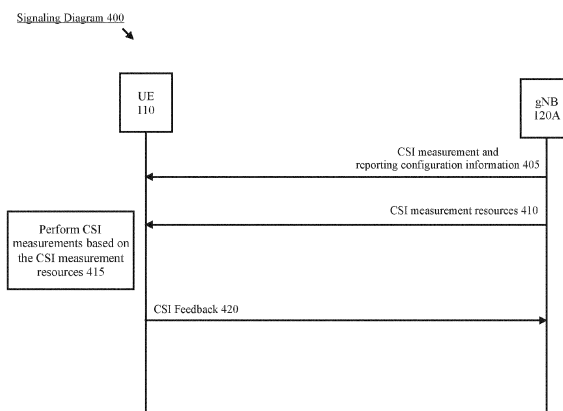 Signaling Diagram 400
UE
110
gNB
120A
CSI measurement and
reporting configuration information 405
CSI measurement resources 410
Perform CSI
measurements based on
the CSI measurement
resources 415
CSI Feedback 420